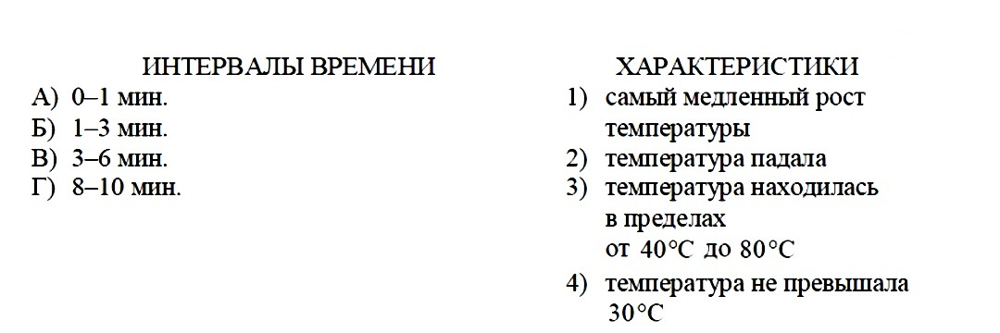 ИНТЕРВАЛЫ ВРЕМЕНИ
А) 0–1 мин.
Б) 1–3 мин.
В) 3–6 мин.
Г) 8–10 мин.
ХАРАКТЕРИСТИКИ
1) самый медленный рост
температуры
2) температура падала
3) температура находилась
в пределах
от 40°С до 80°С
4) температура не превышала
30°С